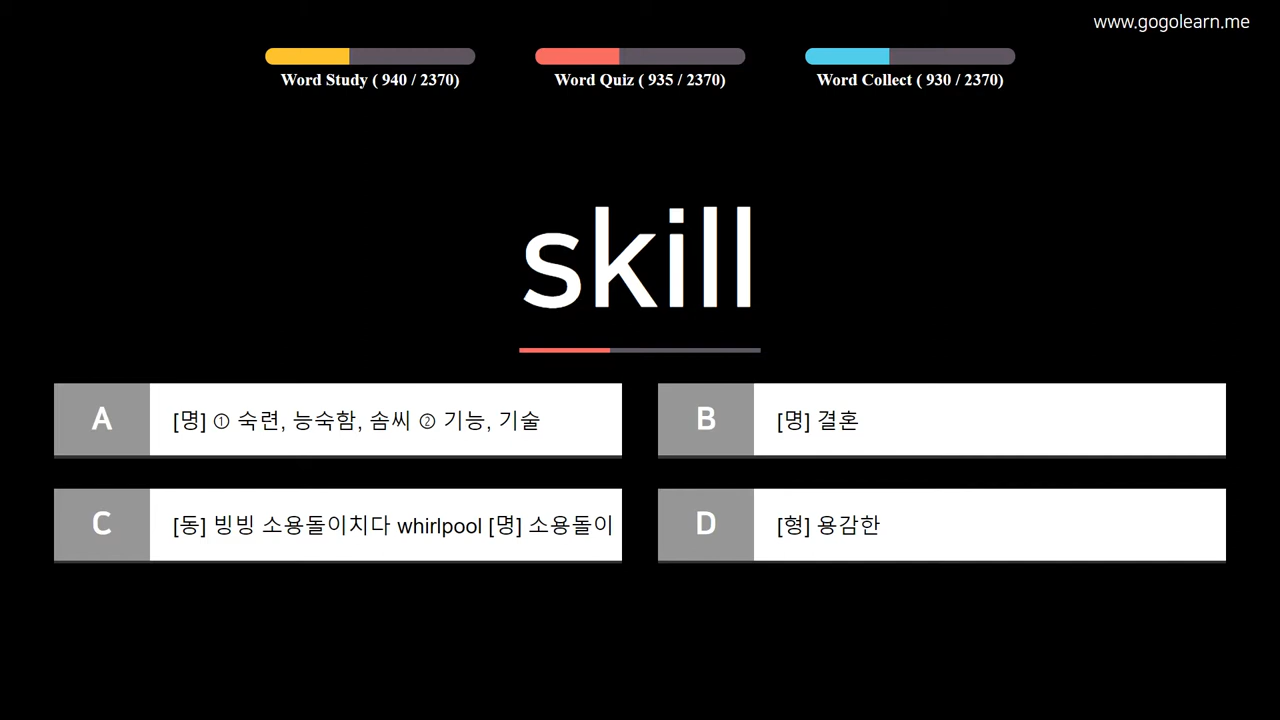 www.gogolearn.me
Word Study ( 940 / 2370)
Word Quiz ( 935 / 2370)
Word Collect ( 930 / 2370)
skill
A [명] ① 숙련, 능숙함, 솜씨 ② 기능, 기술
B [명] 결혼
C [동] 빙빙 소용돌이치다 whirlpool [명] 소용돌이
D [형] 용감한